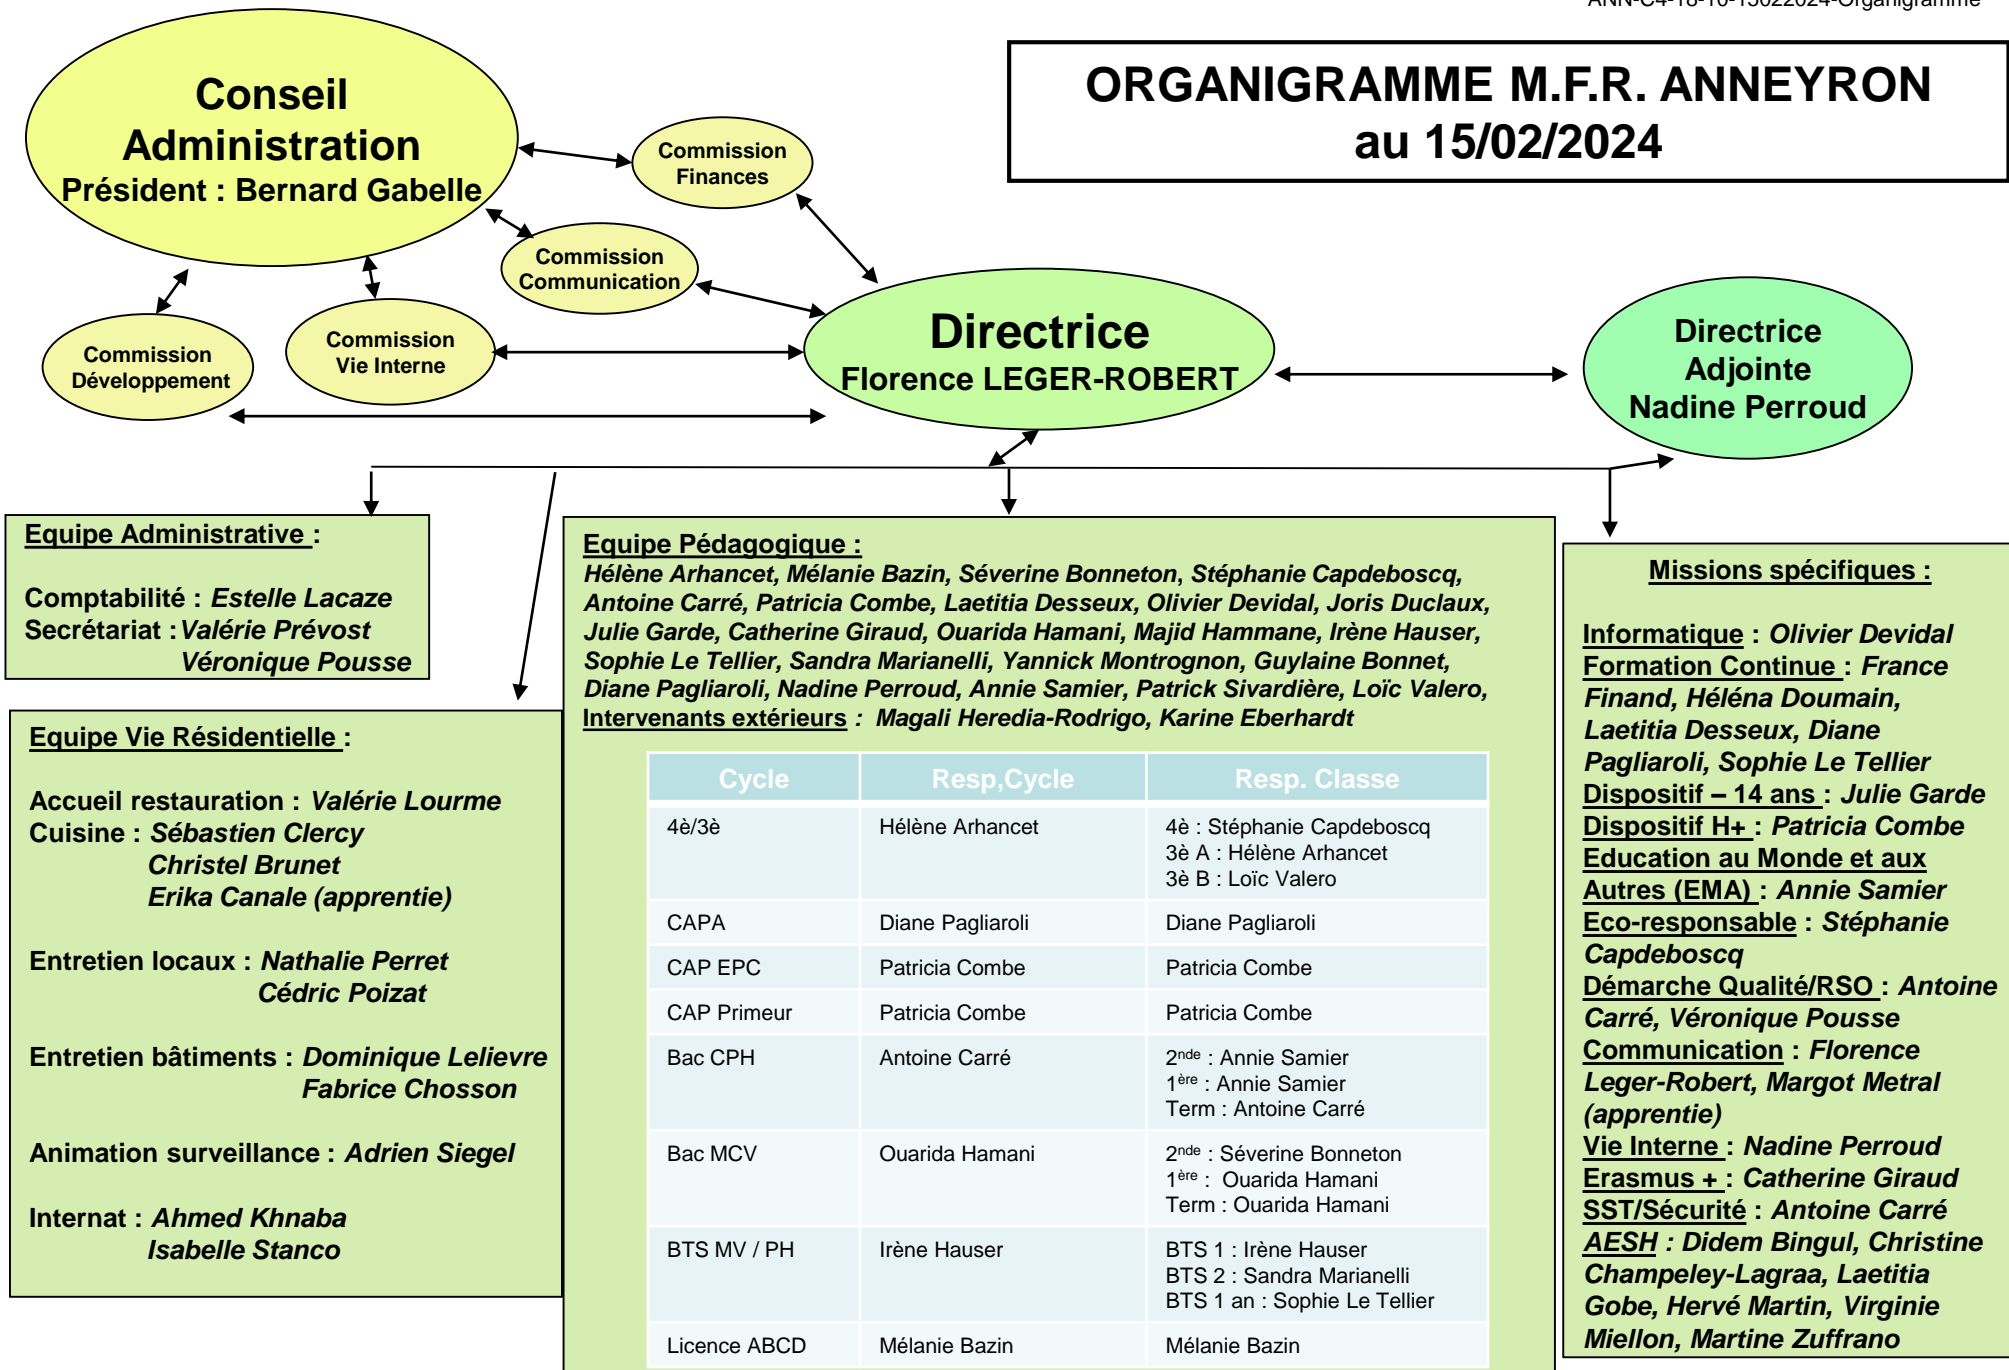 ANN-C4-18-10-15022024-Organigramme
ORGANIGRAMME M.F.R. ANNEYRON
au 15/02/2024
Conseil
Administration
Président : Bernard Gabelle
Commission
Finances
Commission
Communication
Commission
Vie Interne
Commission
Développement
Directrice
Florence LEGER-ROBERT
Directrice
Adjointe
Nadine Perroud
Equipe Administrative :
Comptabilité : Estelle Lacaze
Secrétariat : Valérie Prévost
Véronique Pousse
Equipe Vie Résidentielle :
Accueil restauration : Valérie Lourme
Cuisine : Sébastien Clercy
Christel Brunet
Erika Canale (apprentie)
Entretien locaux : Nathalie Perret
Cédric Poizat
Entretien bâtiments : Dominique Lelievre
Fabrice Chosson
Animation surveillance : Adrien Siegel
Internat : Ahmed Khnaba
Isabelle Stanco
Equipe Pédagogique :
Hélène Arhancet, Mélanie Bazin, Séverine Bonneton, Stéphanie Capdeboscq,
Antoine Carré, Patricia Combe, Laetitia Desseux, Olivier Devidal, Joris Duclaux,
Julie Garde, Catherine Giraud, Ouarida Hamani, Majid Hammane, Irène Hauser,
Sophie Le Tellier, Sandra Marianelli, Yannick Montrognon, Guylaine Bonnet,
Diane Pagliaroli, Nadine Perroud, Annie Samier, Patrick Sivardière, Loïc Valero,
Intervenants extérieurs : Magali Heredia-Rodrigo, Karine Eberhardt
Cycle Resp,Cycle Resp. Classe
4è/3è Hélène Arhancet 4è : Stéphanie Capdeboscq
3è A : Hélène Arhancet
3è B : Loïc Valero
CAPA Diane Pagliaroli Diane Pagliaroli
CAP EPC Patricia Combe Patricia Combe
CAP Primeur Patricia Combe Patricia Combe
Bac CPH Antoine Carré 2nde : Annie Samier
1ère : Annie Samier
Term : Antoine Carré
Bac MCV Ouarida Hamani 2nde : Séverine Bonneton
1ère : Ouarida Hamani
Term : Ouarida Hamani
BTS MV / PH Irène Hauser BTS 1 : Irène Hauser
BTS 2 : Sandra Marianelli
BTS 1 an : Sophie Le Tellier
Licence ABCD Mélanie Bazin Mélanie Bazin
Missions spécifiques :
Informatique : Olivier Devidal
Formation Continue : France
Finand, Héléna Doumain,
Laetitia Desseux, Diane
Pagliaroli, Sophie Le Tellier
Dispositif – 14 ans : Julie Garde
Dispositif H+ : Patricia Combe
Education au Monde et aux
Autres (EMA) : Annie Samier
Eco-responsable : Stéphanie
Capdeboscq
Démarche Qualité/RSO : Antoine
Carré, Véronique Pousse
Communication : Florence
Leger-Robert, Margot Metral
(apprentie)
Vie Interne : Nadine Perroud
Erasmus + : Catherine Giraud
SST/Sécurité : Antoine Carré
AESH : Didem Bingul, Christine
Champeley-Lagraa, Laetitia
Gobe, Hervé Martin, Virginie
Miellon, Martine Zuffrano